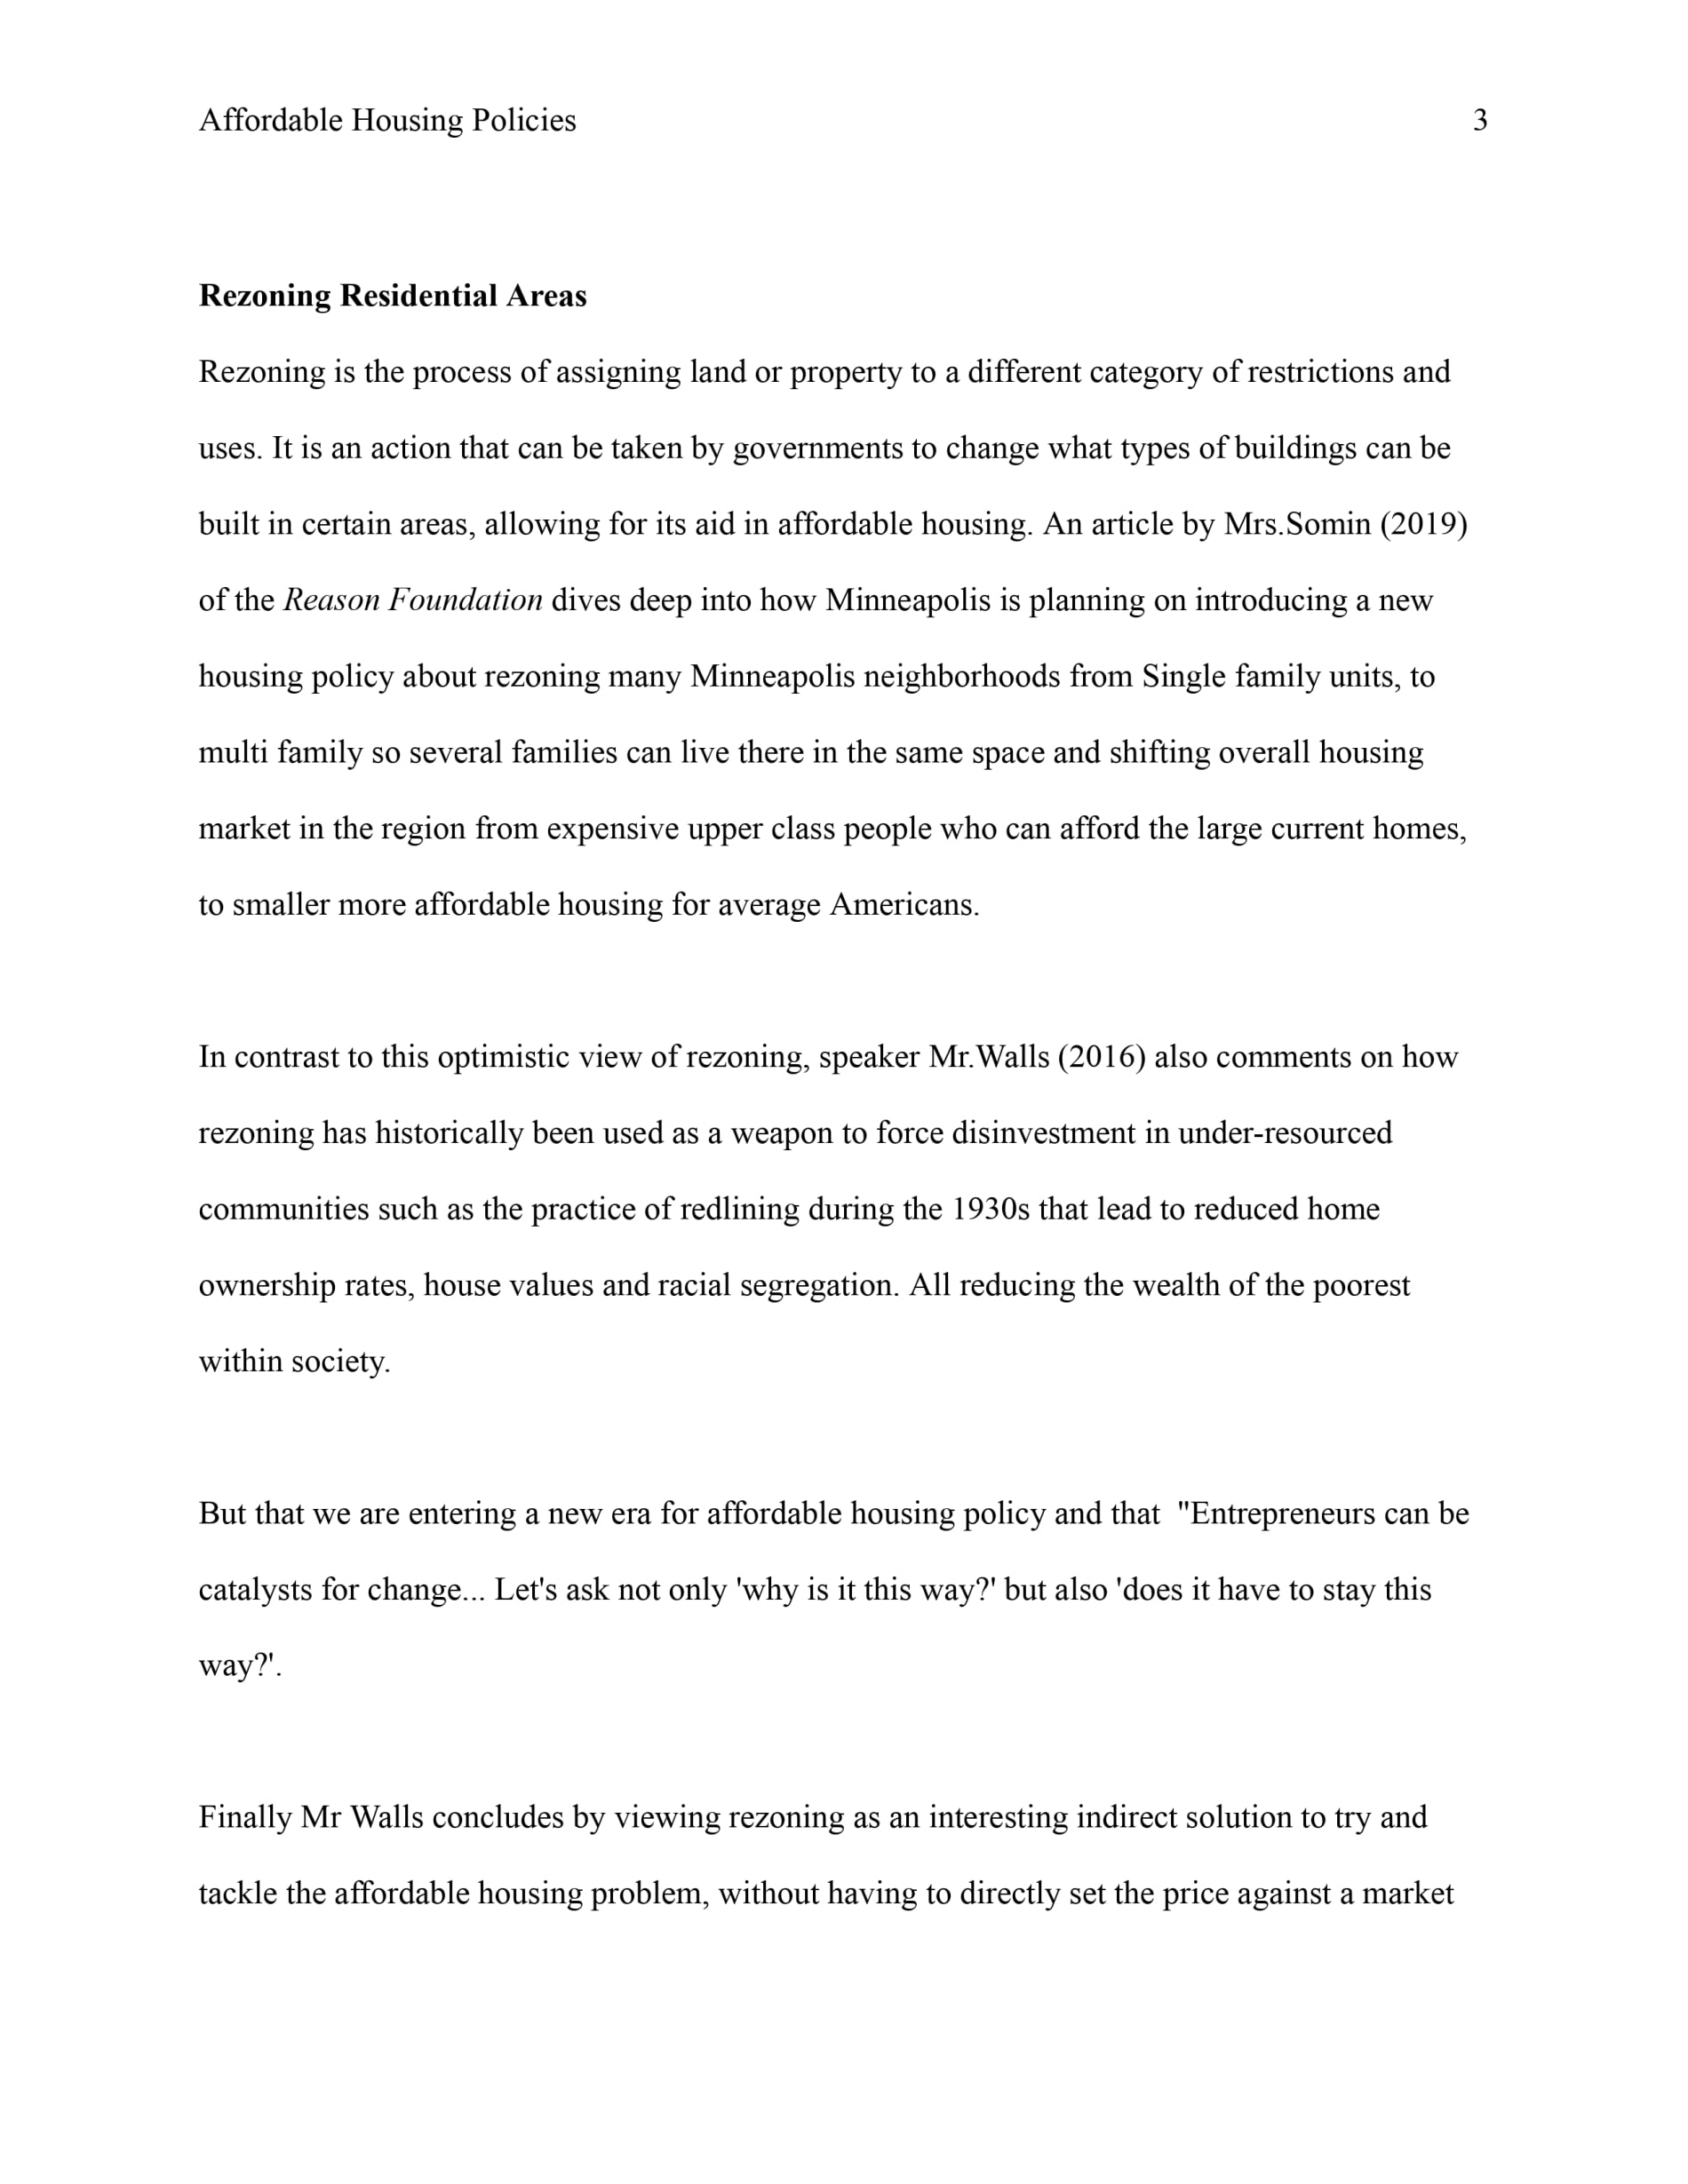 Affordable Housing Policies 3
Rezoning Residential Areas
Rezoning is the process of assigning land or property to a different category of restrictions and
uses. It is an action that can be taken by governments to change what types of buildings can be
built in certain areas, allowing for its aid in affordable housing. An article by Mrs.Somin (2019)
of the Reason Foundation dives deep into how Minneapolis is planning on introducing a new
housing policy about rezoning many Minneapolis neighborhoods from Single family units, to
multi family so several families can live there in the same space and shifting overall housing
market in the region from expensive upper class people who can afford the large current homes,
to smaller more affordable housing for average Americans.
In contrast to this optimistic view of rezoning, speaker Mr.Walls (2016) also comments on how
rezoning has historically been used as a weapon to force disinvestment in under-resourced
communities such as the practice of redlining during the 1930s that lead to reduced home
ownership rates, house values and racial segregation. All reducing the wealth of the poorest
within society.
But that we are entering a new era for affordable housing policy and that  "Entrepreneurs can be
catalysts for change... Let's ask not only 'why is it this way?' but also 'does it have to stay this
way?'.
Finally Mr Walls concludes by viewing rezoning as an interesting indirect solution to try and
tackle the affordable housing problem, without having to directly set the price against a market